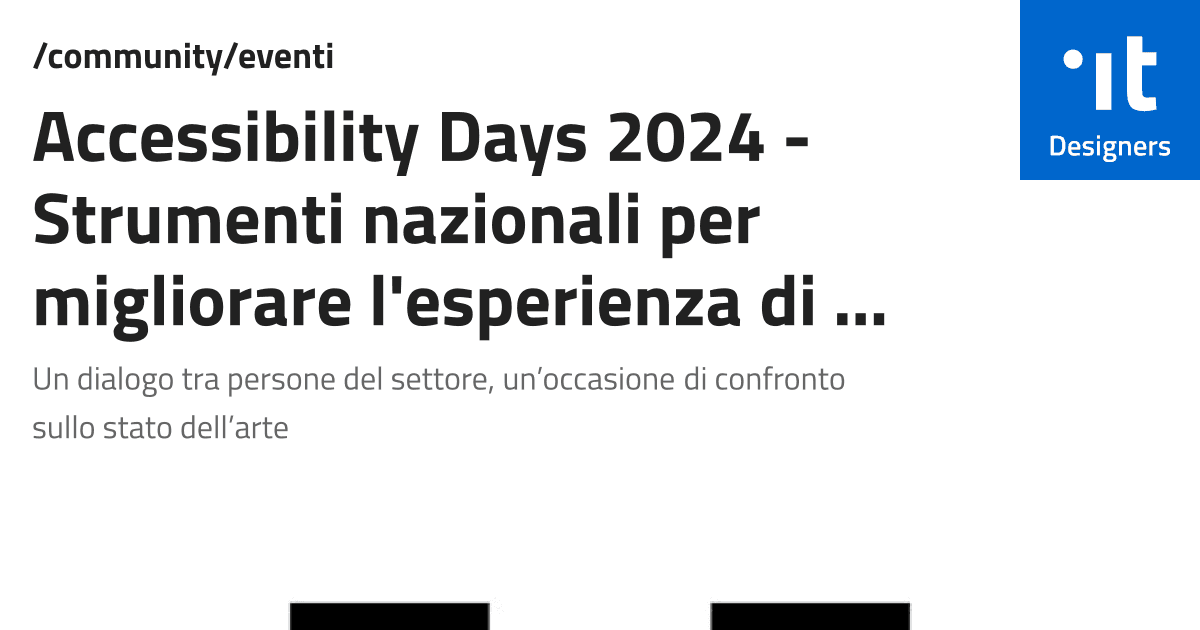 /community/eventi
Accessibility Days 2024 -
Strumenti nazionali per
migliorare l'esperienza di ...
Un dialogo tra persone del settore, un’occasione di confronto
sullo stato dell’arte
it
Designers